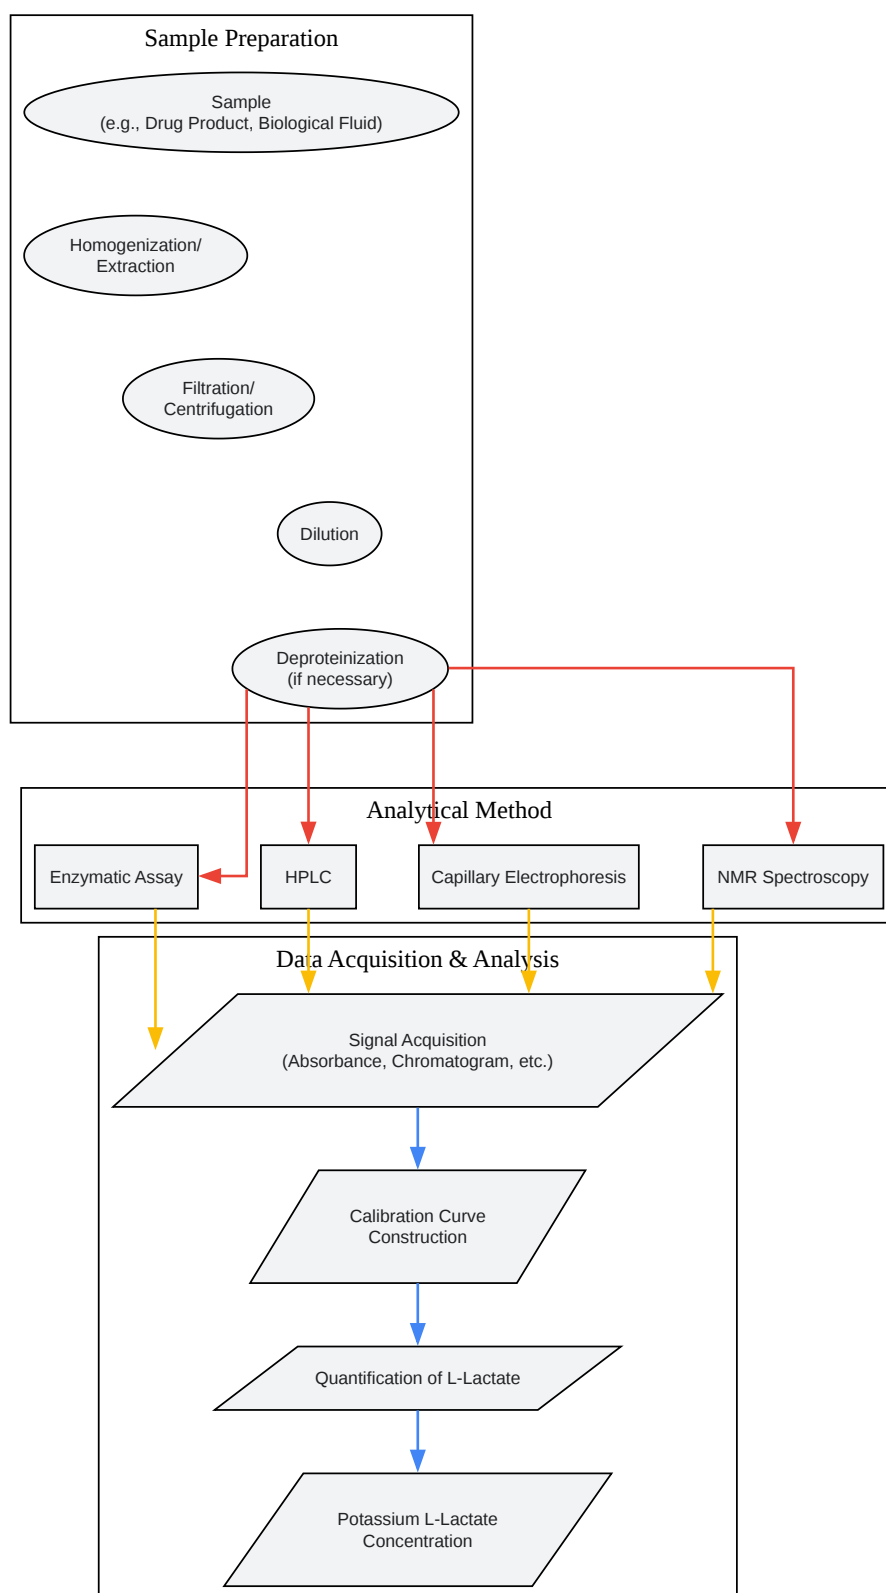 Sample Preparation
Sample
(e.g., Drug Product, Biological Fluid)
Homogenization/
Extraction
Filtration/
Centrifugation
Dilution
Deproteinization
(if necessary)
Analytical Method
Enzymatic Assay
HPLC
Capillary Electrophoresis
NMR Spectroscopy
Data Acquisition & Analysis
Signal Acquisition
(Absorbance, Chromatogram, etc.)
Calibration Curve
Construction
Quantification of L-Lactate
Potassium L-Lactate
Concentration